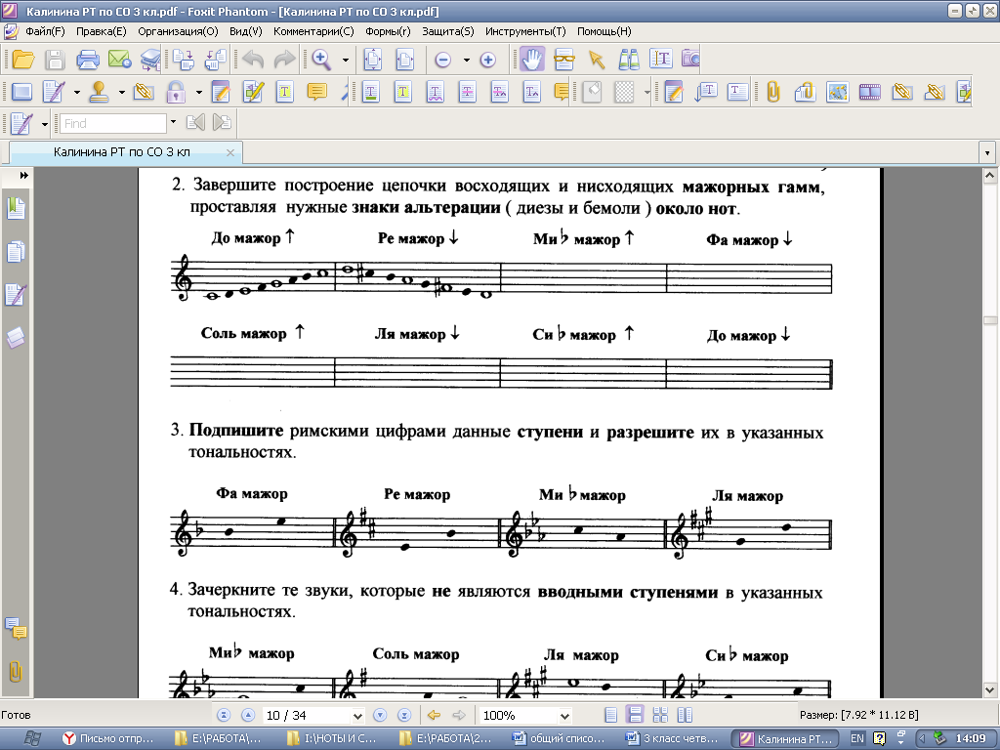 Калинина РТ по СО 3 кл.pdf - Foxit Phantom - [Калинина РТ по СО 3 кл.pdf]
Файл(F) Правка(E) Организация(O) Вид(V) Комментарии(C) Формы(r) Защита(S) Инструменты(T) Помощь(H)
Find
Калинина РТ по СО 3 кл
2. Завершите построение цепочки восходящих и нисходящих мажорных гамм,
проставляя нужные знаки альтерации ( диезы и бемоли ) около нот.
До мажор ↑ Ре мажор ↓ Ми ♭ мажор ↑ Фа мажор ↓
Соль мажор ↑ Ля мажор ↓ Си ♭ мажор ↑ До мажор ↓
3. Подпишите римскими цифрами данные ступени и разрешите их в указанных
тональностях.
Фа мажор Ре мажор Ми ♭ мажор Ля мажор
4. Зачеркните те звуки, которые не являются вводными ступенями в указанных
тональностях.
Ми♭ мажор Соль мажор Ля мажор Си ♭ мажор
Готов 10 / 34 100% Размер: [7.92 * 11.12 В]
Письмо отпр... E:\РАБОТА\... I:\НОТЫ И С... E:\РАБОТА\2... общий списо... 3 класс четв... Калинина РТ... EN 14:09